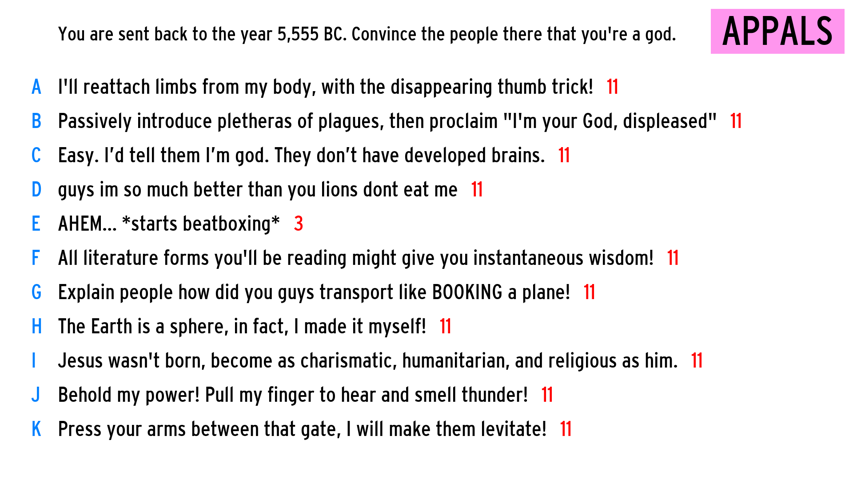 You are sent back to the year 5,555 BC. Convince the people there that you're a god.
APPALS
A I'll reattach limbs from my body, with the disappearing thumb trick! 11
B Passively introduce pletheras of plagues, then proclaim "I'm your God, displeased" 11
C Easy. I’d tell them I’m god. They don’t have developed brains. 11
D guys im so much better than you lions dont eat me 11
E AHEM... *starts beatboxing* 3
F All literature forms you'll be reading might give you instantaneous wisdom! 11
G Explain people how did you guys transport like BOOKING a plane! 11
H The Earth is a sphere, in fact, I made it myself! 11
I Jesus wasn't born, become as charismatic, humanitarian, and religious as him. 11
J Behold my power! Pull my finger to hear and smell thunder! 11
K Press your arms between that gate, I will make them levitate! 11